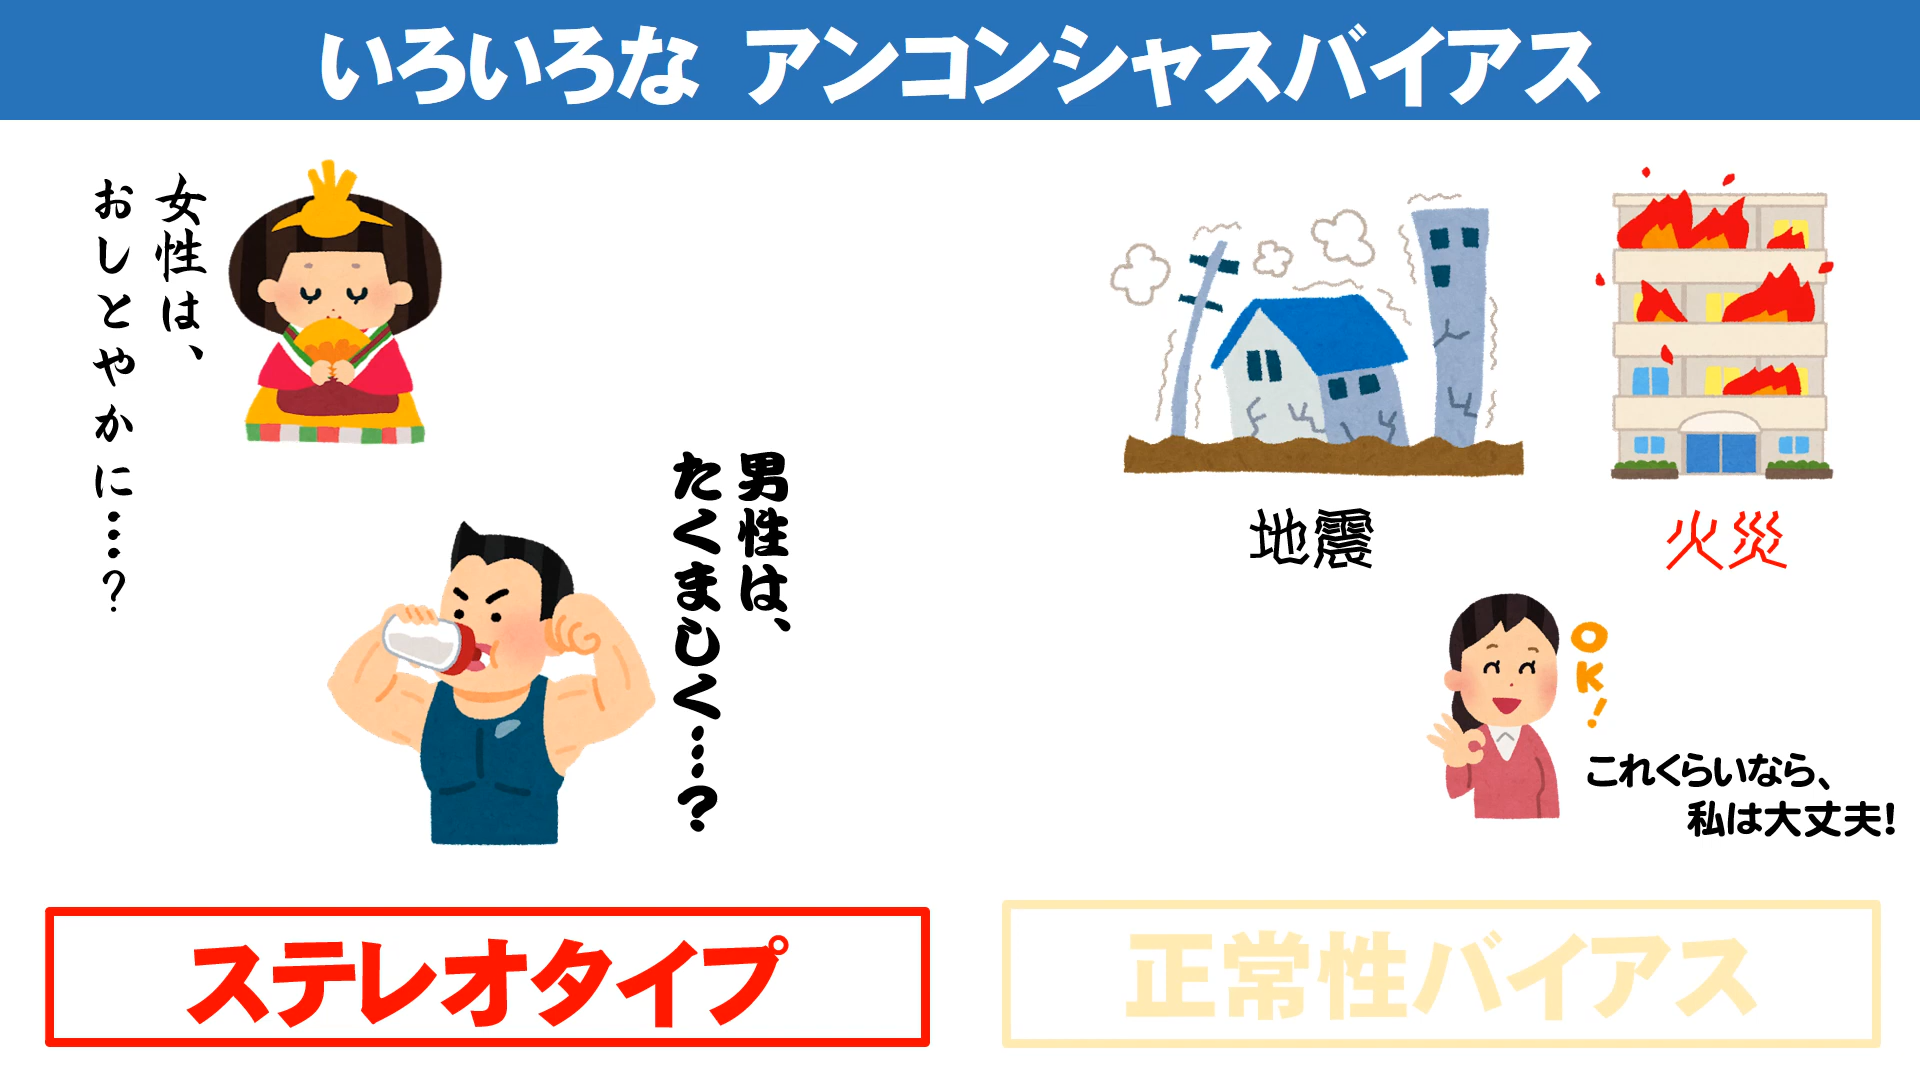 いろいろな アンコンシャスバイアス
女性は、
おしとやかに…?
男性は、
たくましく…?
ステレオタイプ
地震
火災
OK!
これくらいなら、
私は大丈夫!
正常性バイアス